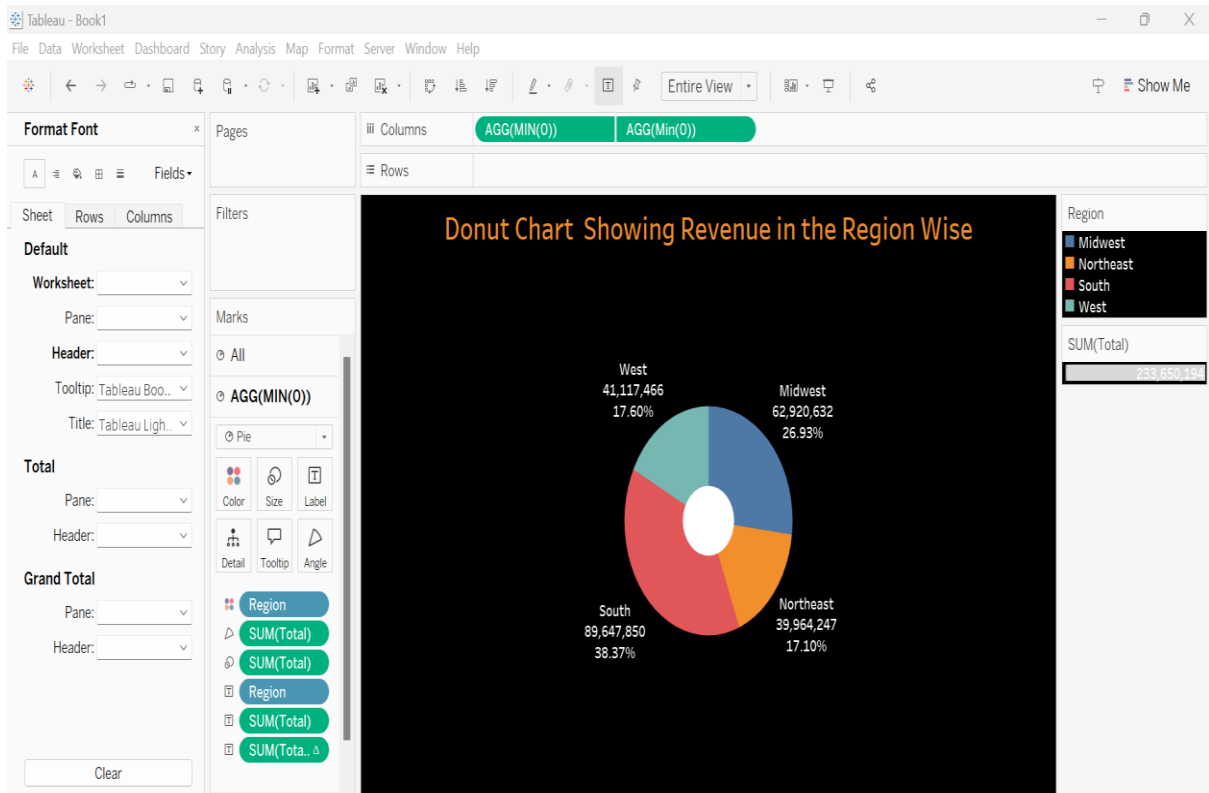 Tableau - Book1
File Data Worksheet Dashboard Story Analysis Map Format Server Window Help
Entire View
Show Me
Format Font
Fields
Sheet Rows Columns
Default
Worksheet:
Pane:
Header:
Tooltip: Tableau Boo..
Title: Tableau Ligh..
Total
Pane:
Header:
Grand Total
Pane:
Header:
Clear
Pages
Filters
Marks
All
AGG(MIN(0))
Pie
Color Size Label
Detail Tooltip Angle
Region
SUM(Total)
SUM(Total)
Region
SUM(Total)
SUM(Tota..
Columns AGG(MIN(0)) AGG(Min(0))
Rows
Donut Chart Showing Revenue in the Region Wise
West
41,117,466
17.60%
Midwest
62,920,632
26.93%
South
89,647,850
38.37%
Northeast
39,964,247
17.10%
Region
Midwest
Northeast
South
West
SUM(Total)
233,650,194